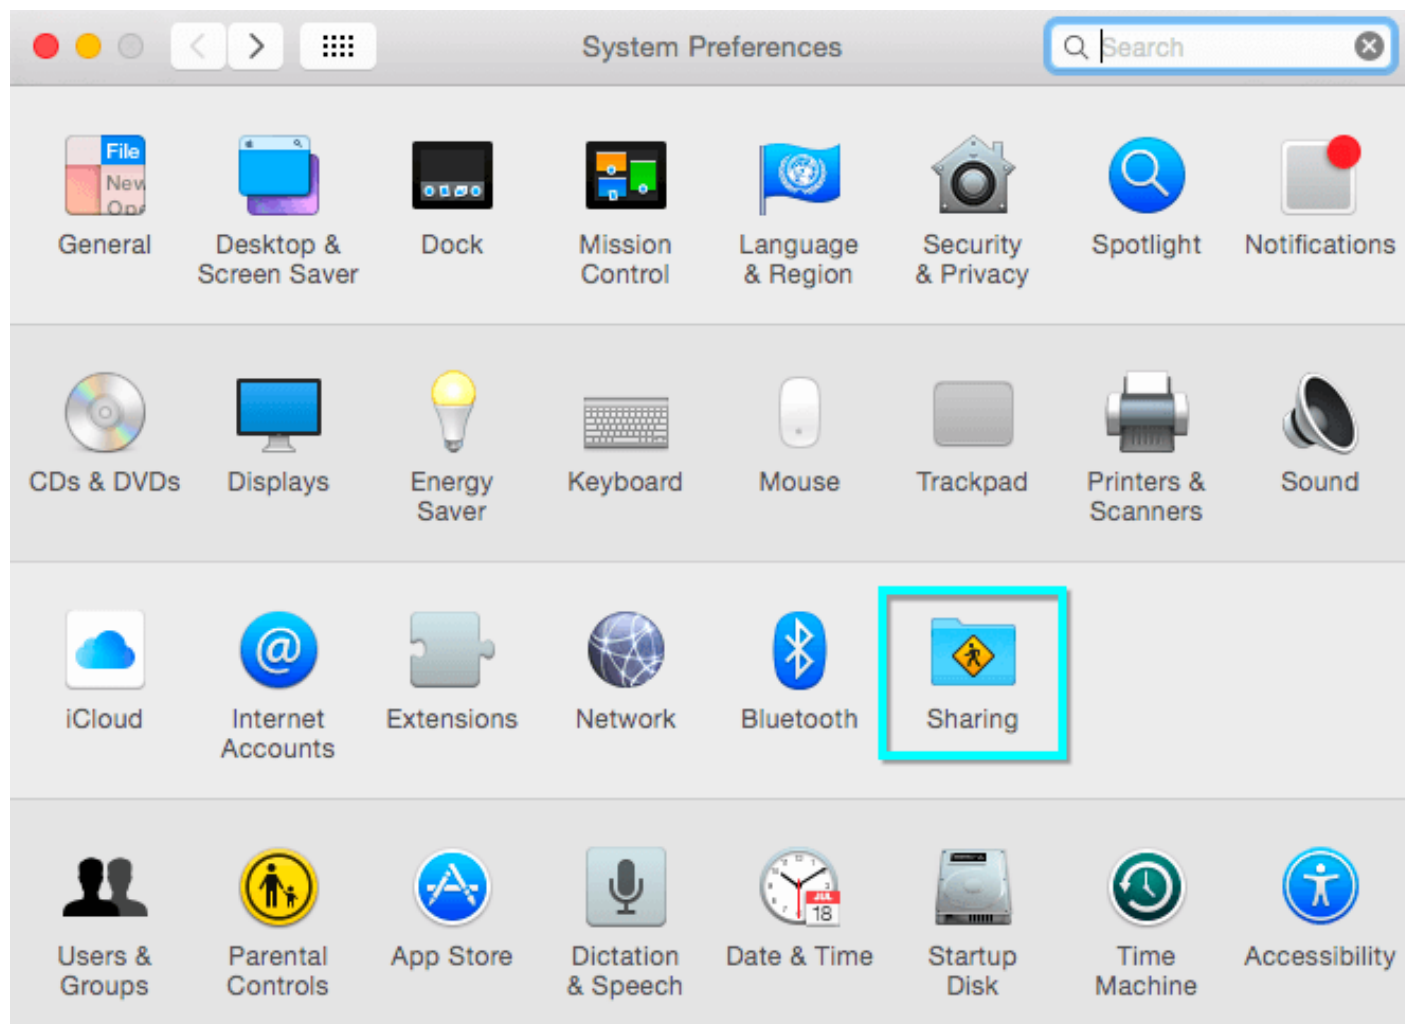 System Preferences
Search
File
New
Ope
General
Desktop &
Screen Saver
Dock
Mission
Control
Language
& Region
Security
& Privacy
Spotlight
Notifications
CDs & DVDs
Displays
Energy
Saver
Keyboard
Mouse
Trackpad
Printers &
Scanners
Sound
iCloud
@
Internet
Accounts
Extensions
Network
Bluetooth
Sharing
Users &
Groups
Parental
Controls
App Store
Dictation
& Speech
JUL
18
Date & Time
Startup
Disk
Time
Machine
Accessibility